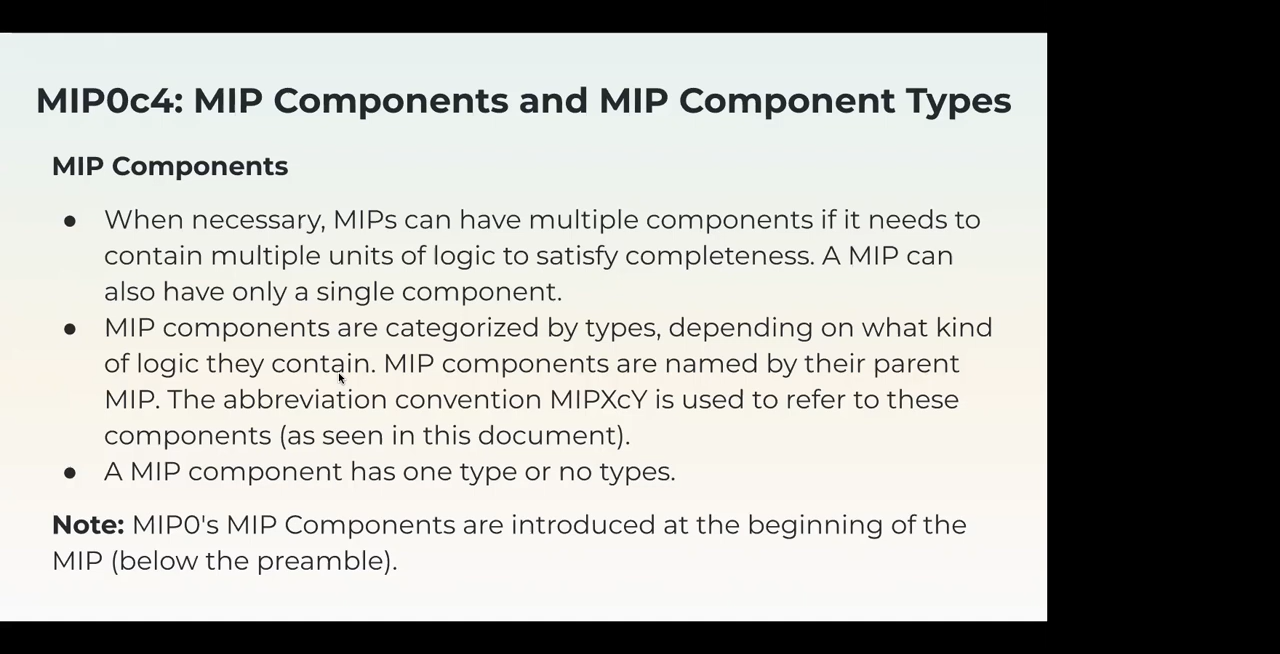 MIP0c4: MIP Components and MIP Component Types
MIP Components
● When necessary, MIPs can have multiple components if it needs to
contain multiple units of logic to satisfy completeness. A MIP can
also have only a single component.
● MIP components are categorized by types, depending on what kind
of logic they contain. MIP components are named by their parent
MIP. The abbreviation convention MIPXcY is used to refer to these
components (as seen in this document).
● A MIP component has one type or no types.
Note: MIP0's MIP Components are introduced at the beginning of the
MIP (below the preamble).